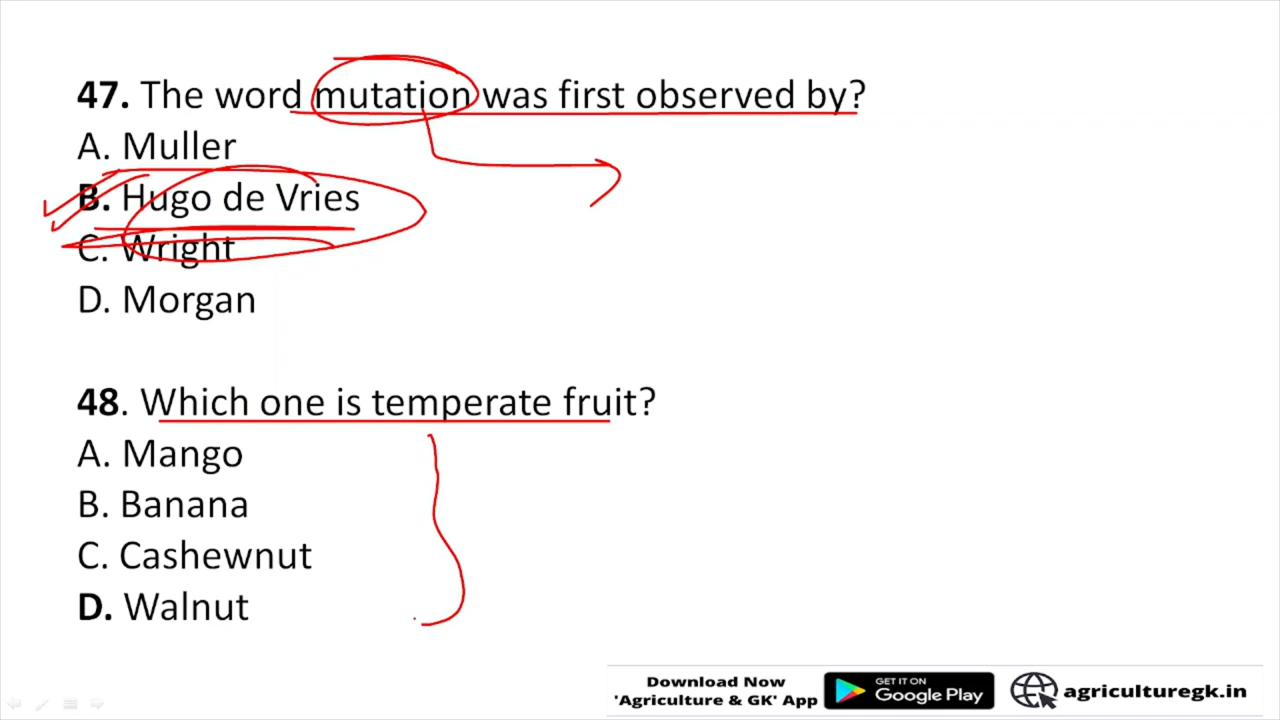 47. The word mutation was first observed by?
A. Muller
B. Hugo de Vries
C. Wright
D. Morgan
48. Which one is temperate fruit?
A. Mango
B. Banana
C. Cashewnut
D. Walnut
Download Now
'Agriculture & GK' App
GET IT ON
Google Play
agriculturegk.in